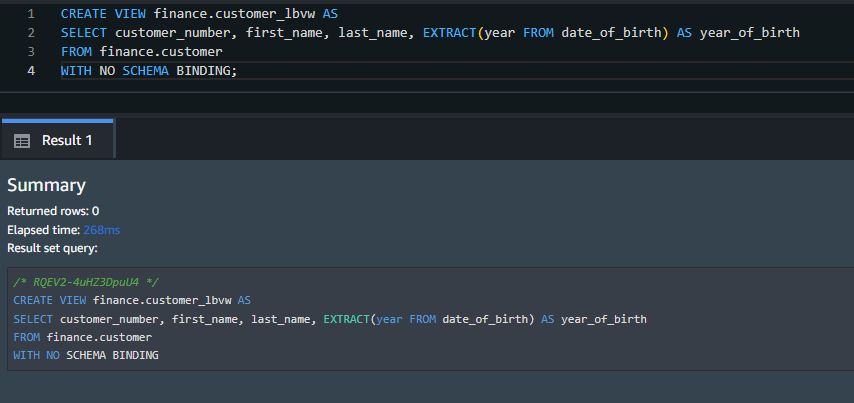 1 CREATE VIEW finance.customer_lbvw AS
2 SELECT customer_number, first_name, last_name, EXTRACT(year FROM date_of_birth) AS year_of_birth
3 FROM finance.customer
4 WITH NO SCHEMA BINDING;
Result 1
Summary
Returned rows: 0
Elapsed time: 268ms
Result set query:
/* RQEV2-4uHZ3DpuU4 */
CREATE VIEW finance.customer_lbvw AS
SELECT customer_number, first_name, last_name, EXTRACT(year FROM date_of_birth) AS year_of_birth
FROM finance.customer
WITH NO SCHEMA BINDING